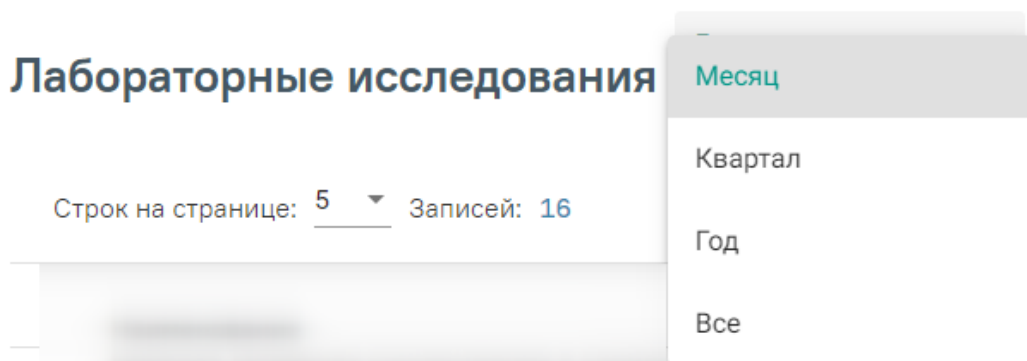 Лабораторные исследования
Месяц
Квартал
Строк на странице: 5 Записей: 16
Год
Все